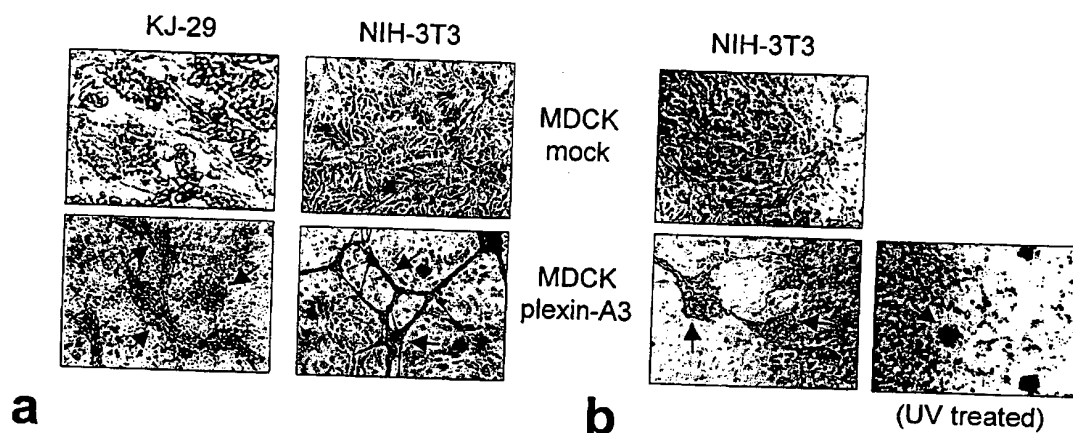 KJ-29
NIH-3T3
NIH-3T3
MDCK
mock
MDCK
plexin-A3
a
b
(UV treated)